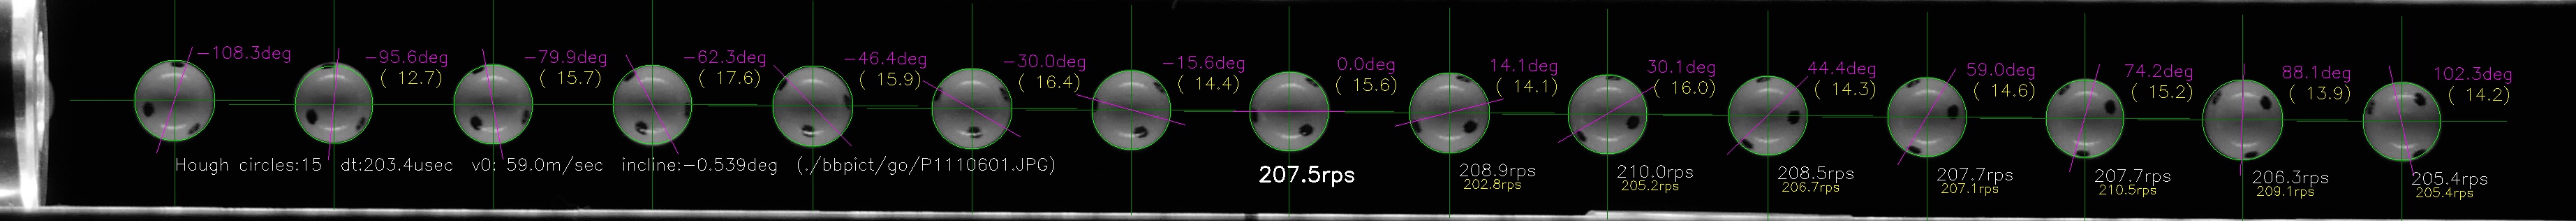 -108.3deg
-95.6deg
( 12.7)
-79.9deg
( 15.7)
-62.3deg
( 17.6)
-46.4deg
( 15.9)
-30.0deg
( 16.4)
-15.6deg
( 14.4)
0.0deg
( 15.6)
14.1deg
( 14.1)
30.1deg
( 16.0)
44.4deg
( 14.3)
59.0deg
( 14.6)
74.2deg
( 15.2)
88.1deg
( 13.9)
102.3deg
( 14.2)
Hough circles:15 dt:203.4usec v0: 59.0m/sec incline:-0.539deg (./bbpict/go/P1110601.JPG)
207.5rps
208.9rps
202.8rps
210.0rps
205.2rps
208.5rps
206.7rps
207.7rps
207.1rps
207.7rps
210.5rps
206.3rps
209.1rps
205.4rps
205.4rps